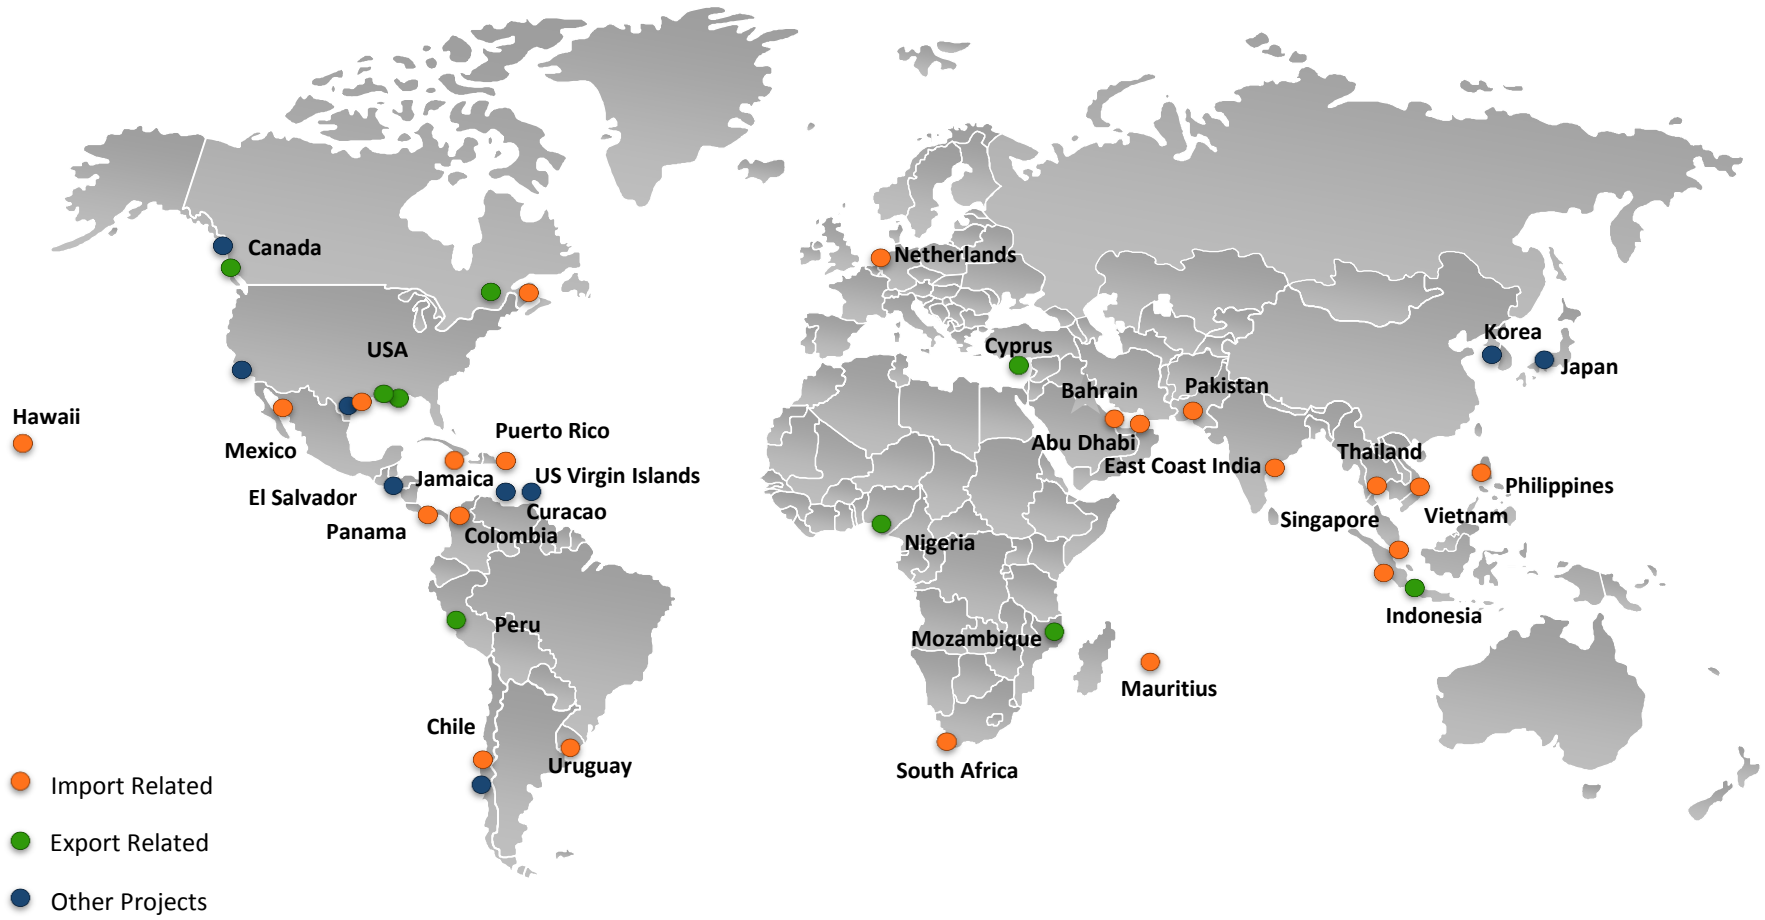 Canada
Netherlands
Korea
Cyprus
USA
Japan
Bahrain
Pakistan
Hawaii
Puerto Rico
Mexico
Abu Dhabi
Thailand
East Coast India
Jamaica
US Virgin Islands
Philippines
El Salvador
Curacao
Vietnam
Singapore
Panama
Colombia
Nigeria
Indonesia
Peru
Mozambique
Mauritius
Chile
Uruguay
South Africa
Import Related
Export Related
Other Projects